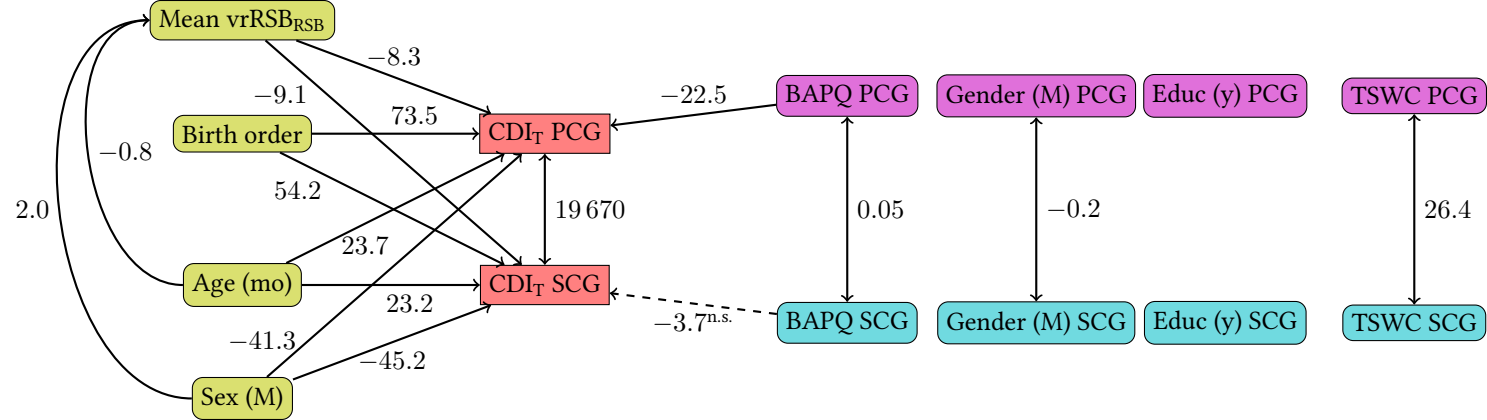 Mean vrRSB_RSB
−8.3
−9.1
−22.5
BAPQ PCG
Gender (M) PCG
Educ (y) PCG
TSWC PCG
Birth order
73.5
CDI_T PCG
−0.8
54.2
2.0
19 670
0.05
−0.2
26.4
23.7
Age (mo)
23.2
CDI_T SCG
−3.7^n.s.
BAPQ SCG
Gender (M) SCG
Educ (y) SCG
TSWC SCG
−41.3
−45.2
Sex (M)